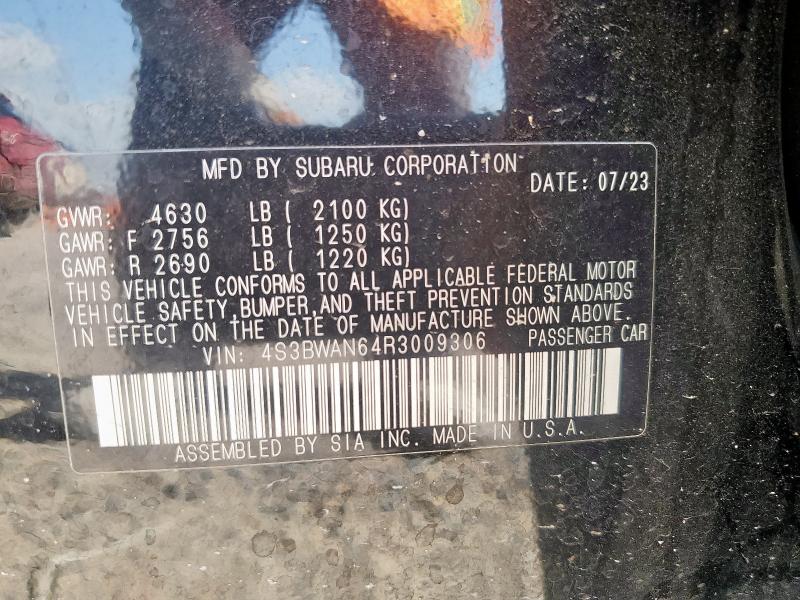 MFD BY SUBARU CORPORATION
DATE: 07/23
GVWR: 4630 LB ( 2100 KG)
GAWR: F 2756 LB ( 1250 KG)
GAWR: R 2690 LB ( 1220 KG)
THIS VEHICLE CONFORMS TO ALL APPLICABLE FEDERAL MOTOR
VEHICLE SAFETY, BUMPER, AND THEFT PREVENTION STANDARDS
IN EFFECT ON THE DATE OF MANUFACTURE SHOWN ABOVE.
VIN: 4S3BWAN64R3009306 PASSENGER CAR
ASSEMBLED BY SIA INC. MADE IN U.S.A.